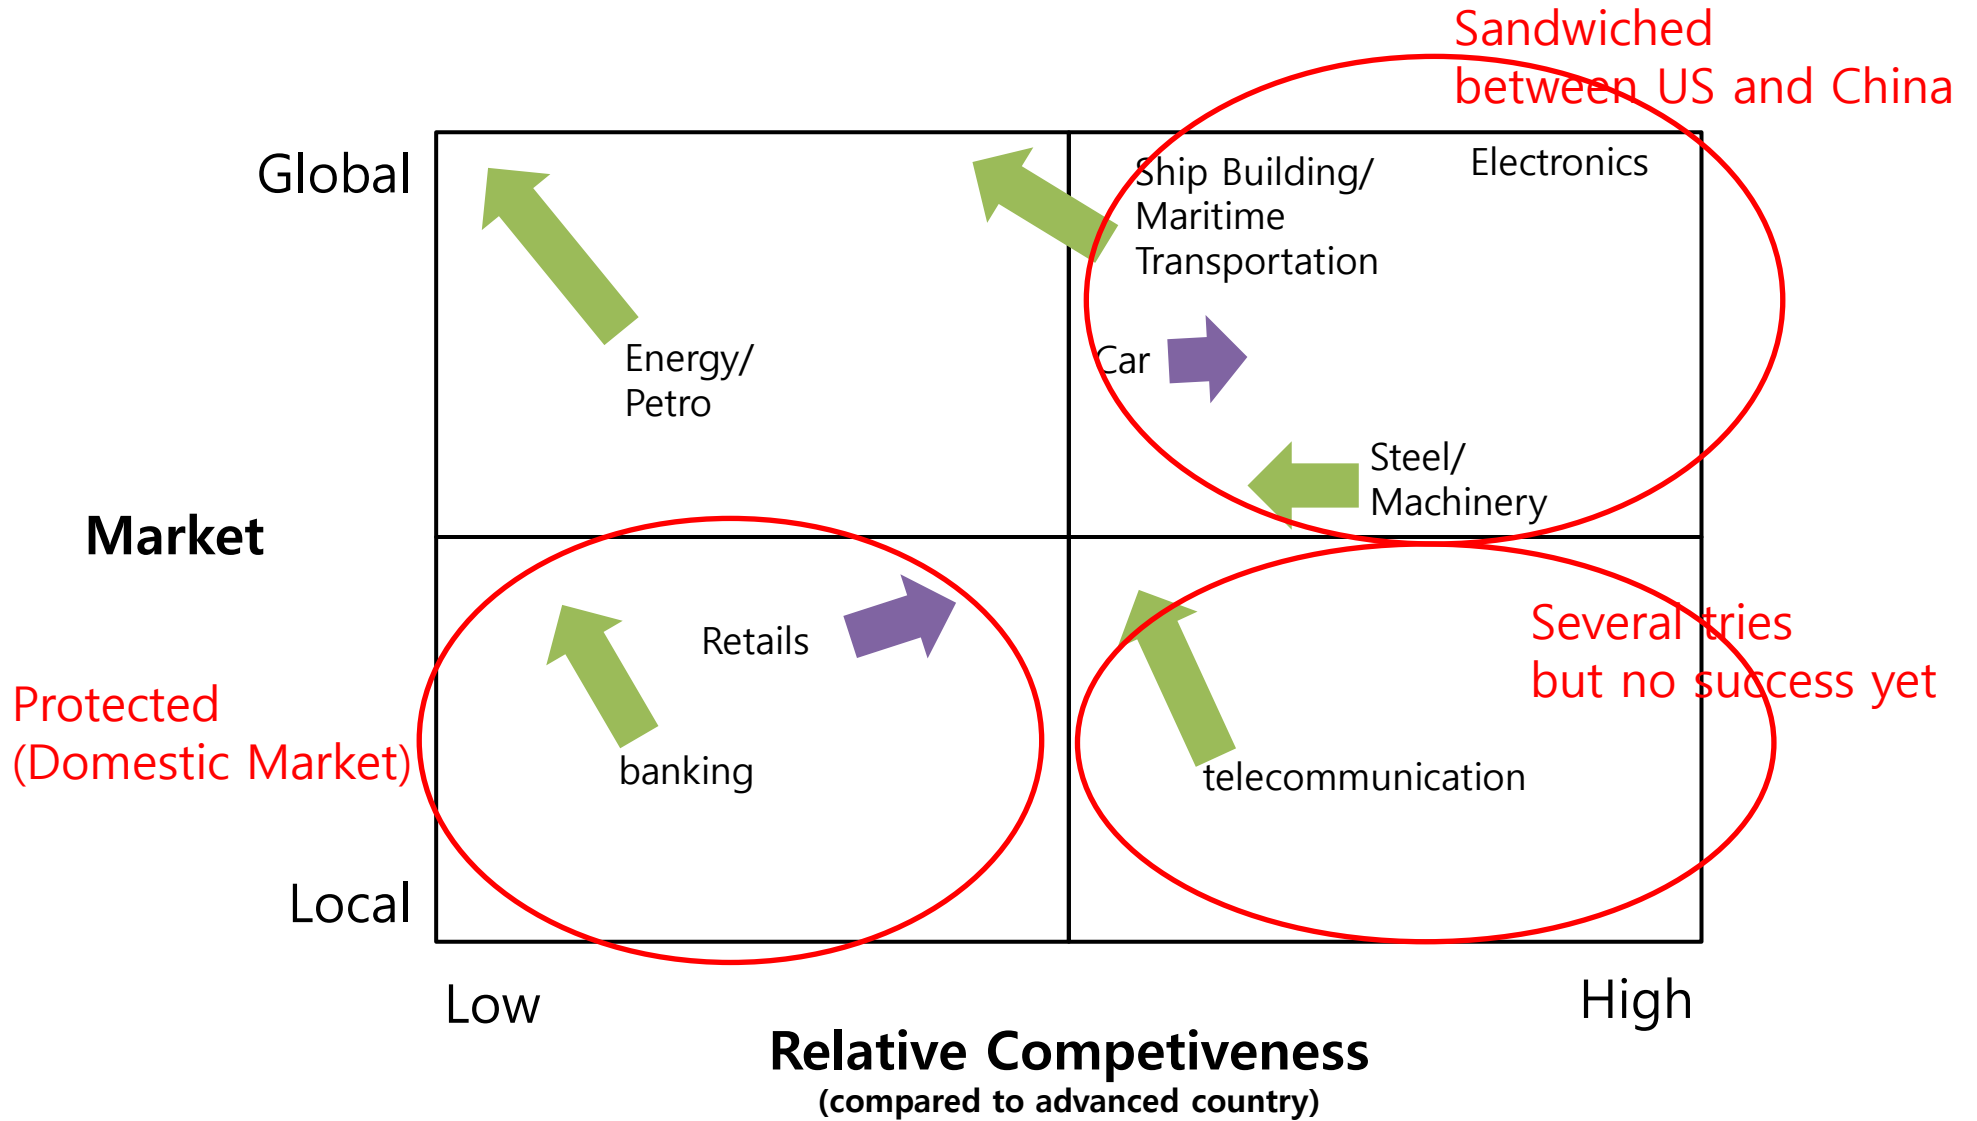 Sandwiched
between US and China
Global
Ship Building/
Maritime
Transportation
Electronics
Energy/
Petro
Car
Steel/
Machinery
Market
Retails
banking
Protected
(Domestic Market)
Several tries
but no success yet
telecommunication
Local
Low
High
Relative Competiveness
(compared to advanced country)